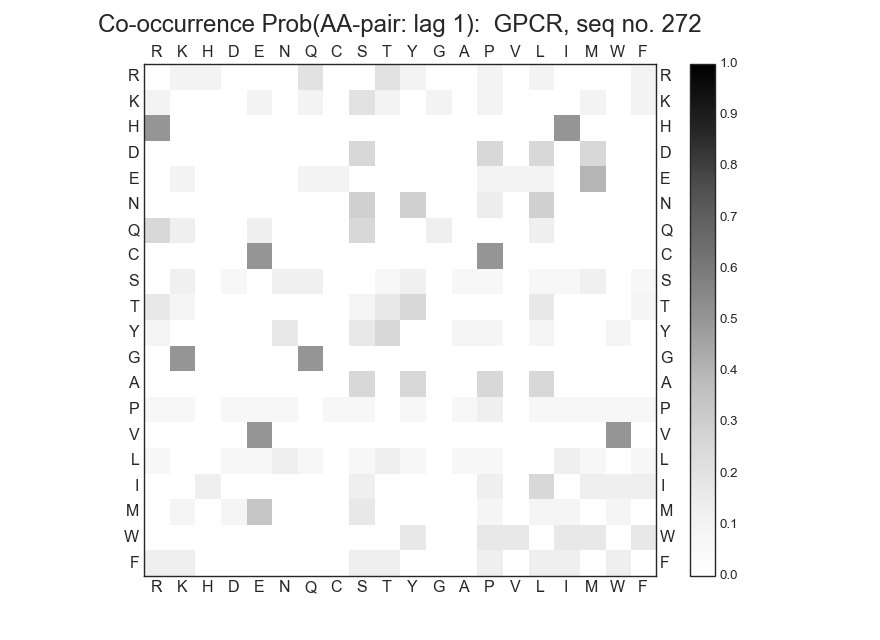 Co-occurrence Prob(AA-pair: lag 1):  GPCR, seq no. 272
R K H D E N Q C S T Y G A P V L I M W F
R R 1.0
K K 0.9
H H
D D 0.8
E E
N N 0.7
Q Q
C C 0.6
S S
T T 0.5
Y Y
G G 0.4
A A
P P 0.3
V V
L L 0.2
I I
M M 0.1
W W
F F 0.0
R K H D E N Q C S T Y G A P V L I M W F